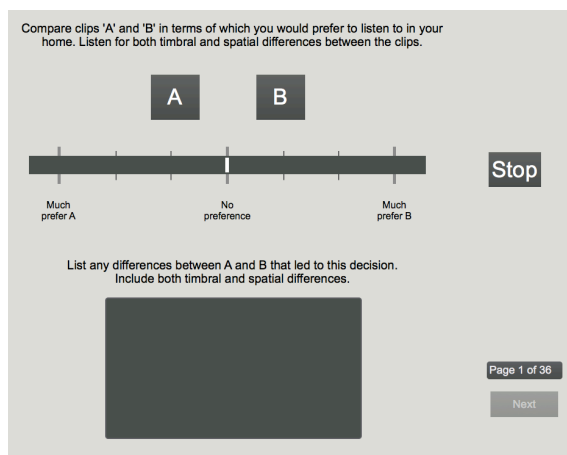 Compare clips 'A' and 'B' in terms of which you would prefer to listen to in your
home. Listen for both timbral and spatial differences between the clips.
A
B
Stop
Much
prefer A
No
preference
Much
prefer B
List any differences between A and B that led to this decision.
Include both timbral and spatial differences.
Page 1 of 36
Next